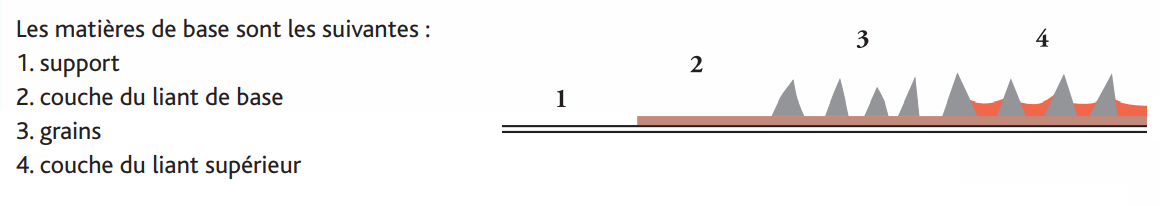 Les matières de base sont les suivantes :
1. support
2. couche du liant de base
3. grains
4. couche du liant supérieur
1
2
3
4